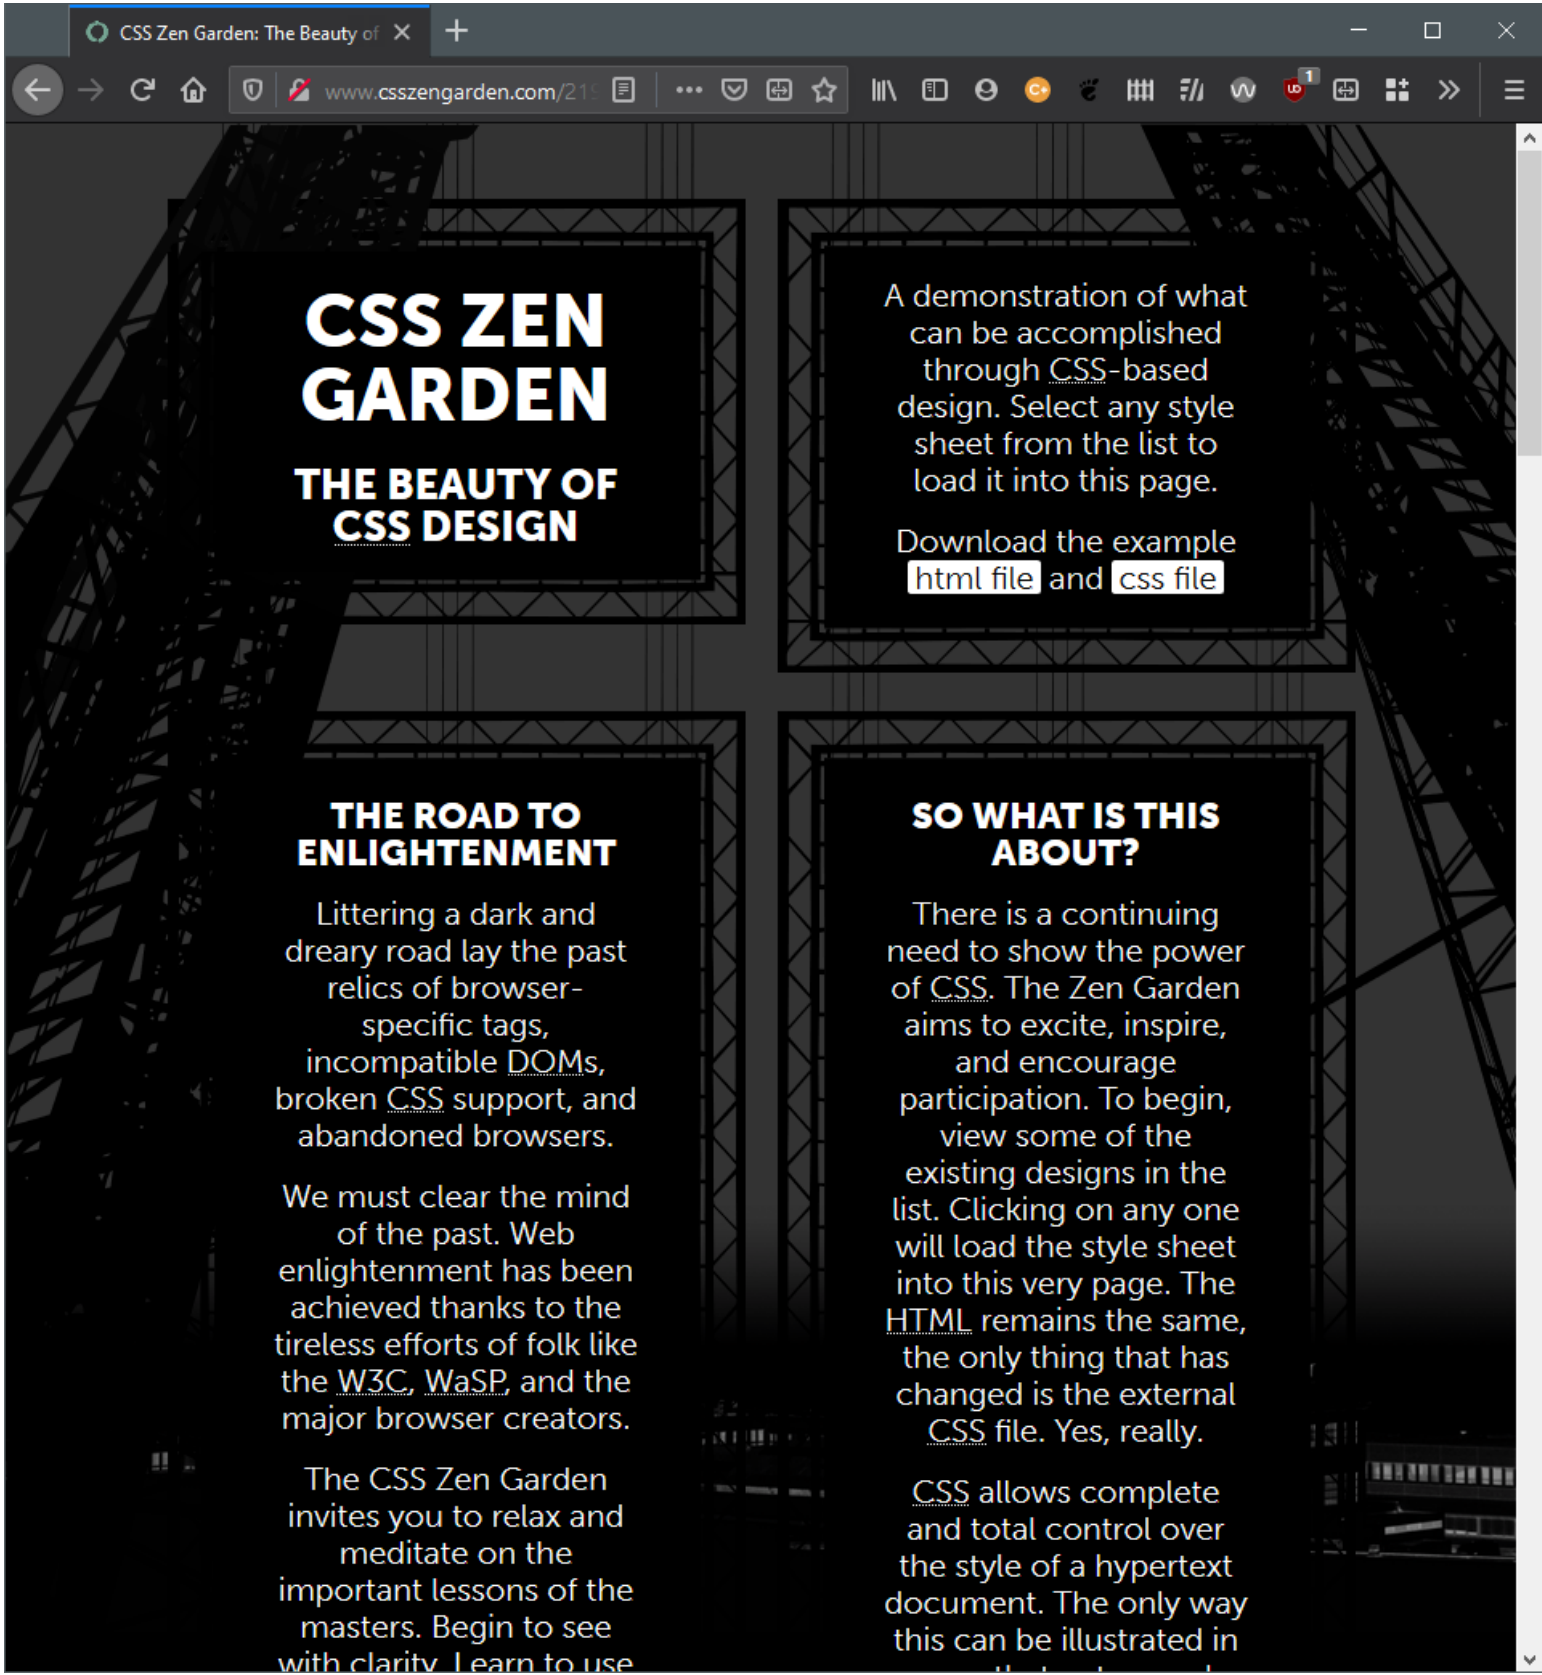 CSS Zen Garden: The Beauty of
www.csszengarden.com/21
1
CSS ZEN
GARDEN
THE BEAUTY OF
CSS DESIGN
A demonstration of what
can be accomplished
through CSS-based
design. Select any style
sheet from the list to
load it into this page.
Download the example
html file and css file
THE ROAD TO
ENLIGHTENMENT
Littering a dark and
dreary road lay the past
relics of browser-
specific tags,
incompatible DOMs,
broken CSS support, and
abandoned browsers.
We must clear the mind
of the past. Web
enlightenment has been
achieved thanks to the
tireless efforts of folk like
the W3C, WaSP, and the
major browser creators.
The CSS Zen Garden
invites you to relax and
meditate on the
important lessons of the
masters. Begin to see
with clarity. Learn to use
SO WHAT IS THIS
ABOUT?
There is a continuing
need to show the power
of CSS. The Zen Garden
aims to excite, inspire,
and encourage
participation. To begin,
view some of the
existing designs in the
list. Clicking on any one
will load the style sheet
into this very page. The
HTML remains the same,
the only thing that has
changed is the external
CSS file. Yes, really.
CSS allows complete
and total control over
the style of a hypertext
document. The only way
this can be illustrated in